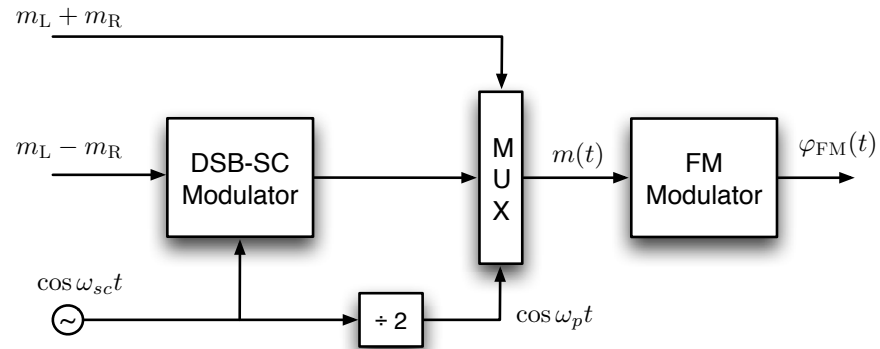 m_L + m_R
m_L − m_R
DSB-SC
Modulator
M
U
X
m(t)
FM
Modulator
φ_FM(t)
cos ω_sc t
~
÷ 2
cos ω_p t